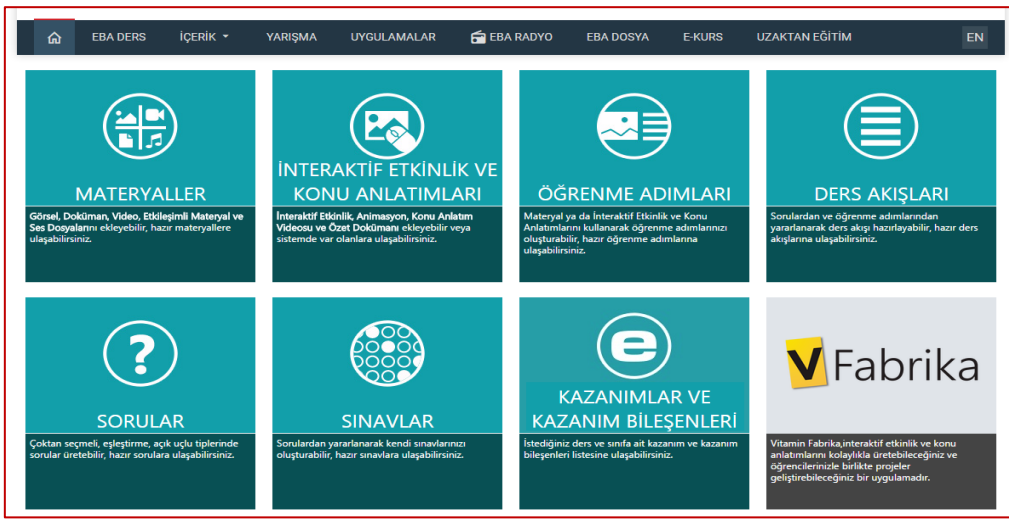 EBA DERS İÇERİK YARIŞMA UYGULAMALAR EBA RADYO EBA DOSYA E-KURS UZAKTAN EĞİTİM EN
MATERYALLER
Görsel, Doküman, Video, Etkileşimli Materyal ve
Ses Dosyalarını ekleyebilir, hazır materyallere
ulaşabilirsiniz.
İNTERAKTİF ETKİNLİK VE
KONU ANLATIMLARI
İnteraktif Etkinlik, Animasyon, Konu Anlatım
Videosu ve Özet Dokümanı ekleyebilir veya
sistemde var olanlara ulaşabilirsiniz.
ÖĞRENME ADIMLARI
Materyal ya da İnteraktif Etkinlik ve Konu
Anlatımlarını kullanarak öğrenme adımlarınızı
oluşturabilir, hazır öğrenme adımlarına
ulaşabilirsiniz.
DERS AKIŞLARI
Sorulardan ve öğrenme adımlarından
yararlanarak ders akışı hazırlayabilir, hazır ders
akışlarına ulaşabilirsiniz.
?
SORULAR
Çoktan seçmeli, eşleştirme, açık uçlu tiplerinde
sorular üretebilir, hazır sorulara ulaşabilirsiniz.
SINAVLAR
Sorulardan yararlanarak kendi sınavlarınızı
oluşturabilir, hazır sınavlara ulaşabilirsiniz.
e
KAZANIMLAR VE
KAZANIM BİLEŞENLERİ
İstediğiniz ders ve sınıfa ait kazanım ve kazanım
bileşenleri listesine ulaşabilirsiniz.
V Fabrika
Vitamin Fabrika,interaktif etkinlik ve konu
anlatımlarını kolaylıkla üretebileceğiniz ve
öğrencilerinizle birlikte projeler
geliştirebileceğiniz bir uygulamadır.